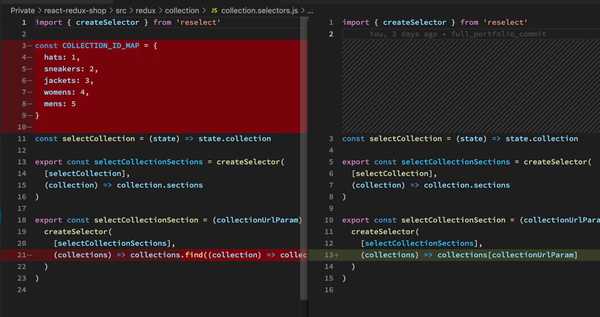 Private › react-redux-shop › src › redux › collection › JS collection.selectors.js › ...
1 import { createSelector } from 'reselect'
2
3— const COLLECTION_ID_MAP = {
4— hats: 1,
5— sneakers: 2,
6— jackets: 3,
7— womens: 4,
8— mens: 5
9— }
10—
11 const selectCollection = (state) => state.collection
12
13 export const selectCollectionSections = createSelector(
14 [selectCollection],
15 (collection) => collection.sections
16 )
17
18 export const selectCollectionSection = (collectionUrlParam)
19 createSelector(
20 [selectCollectionSections],
21— (collections) => collections.find((collection) => collec
22 )
23 )
24
1 import { createSelector } from 'reselect'
2 You, 3 days ago • full_portfolio_commit
3 const selectCollection = (state) => state.collection
4
5 export const selectCollectionSections = createSelector(
6 [selectCollection],
7 (collection) => collection.sections
8 )
9
10 export const selectCollectionSection = (collectionUrlPara
11 createSelector(
12 [selectCollectionSections],
13+ (collections) => collections[collectionUrlParam]
14 )
15 )
16